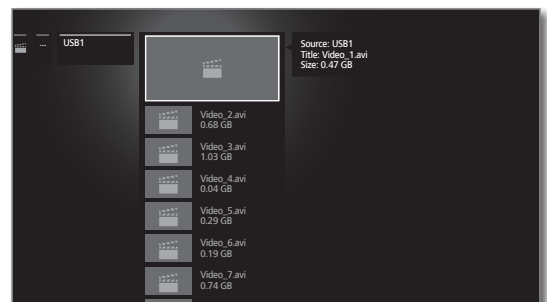 ...
USB1
Source: USB1
Title: Video_1.avi
Size: 0.47 GB
Video_2.avi
0.68 GB
Video_3.avi
1.03 GB
Video_4.avi
0.04 GB
Video_5.avi
0.29 GB
Video_6.avi
0.19 GB
Video_7.avi
0.74 GB